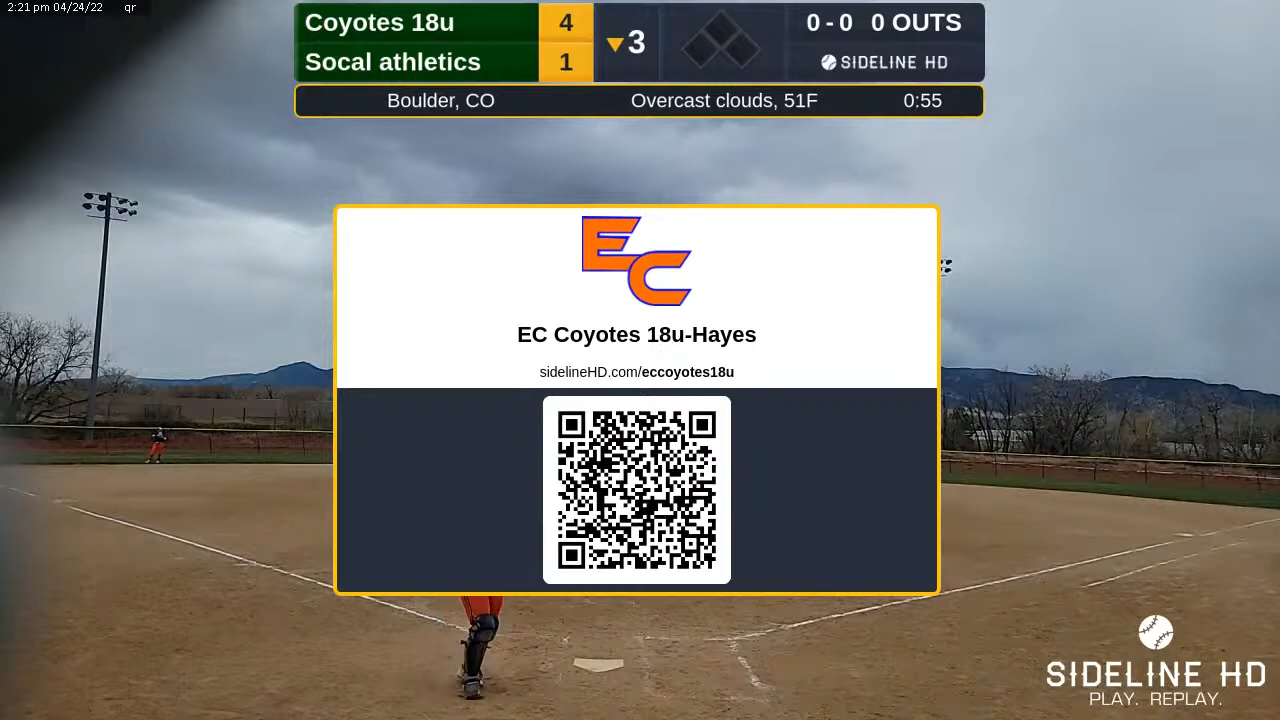 2:21 pm 04/24/22 qr
Coyotes 18u 4
Socal athletics 1
▼3
0 - 0 0 OUTS
SIDELINE HD
Boulder, CO Overcast clouds, 51F 0:55
EC
EC Coyotes 18u-Hayes
sidelineHD.com/eccoyotes18u
SIDELINE HD
PLAY. REPLAY.